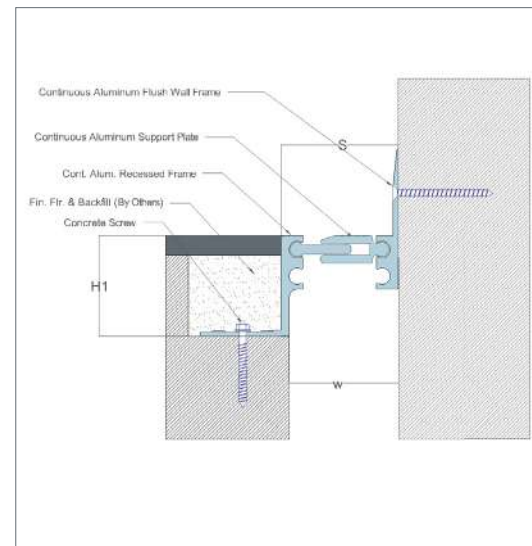 Continuous Aluminum Flush Wall Frame
Continuous Aluminum Support Plate
S
Cont. Alum. Recessed Frame
Fin. Flr. & Backfill (By Others)
Concrete Screw
H1
W